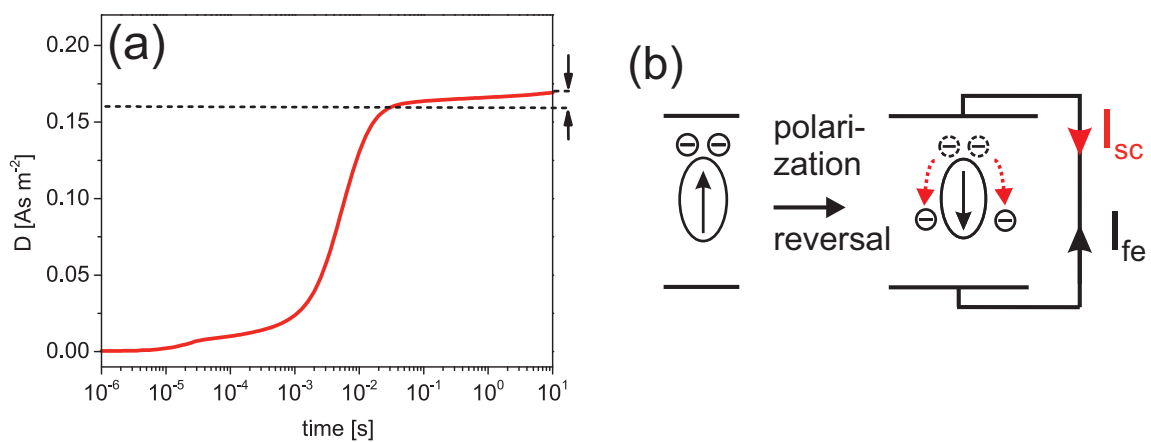 (a)
0.20
0.15
0.10
0.05
0.00
D [As m⁻²]
10⁻⁶ 10⁻⁵ 10⁻⁴ 10⁻³ 10⁻² 10⁻¹ 10⁰ 10¹
time [s]
(b)
polari-
zation
reversal
I_sc
I_fe